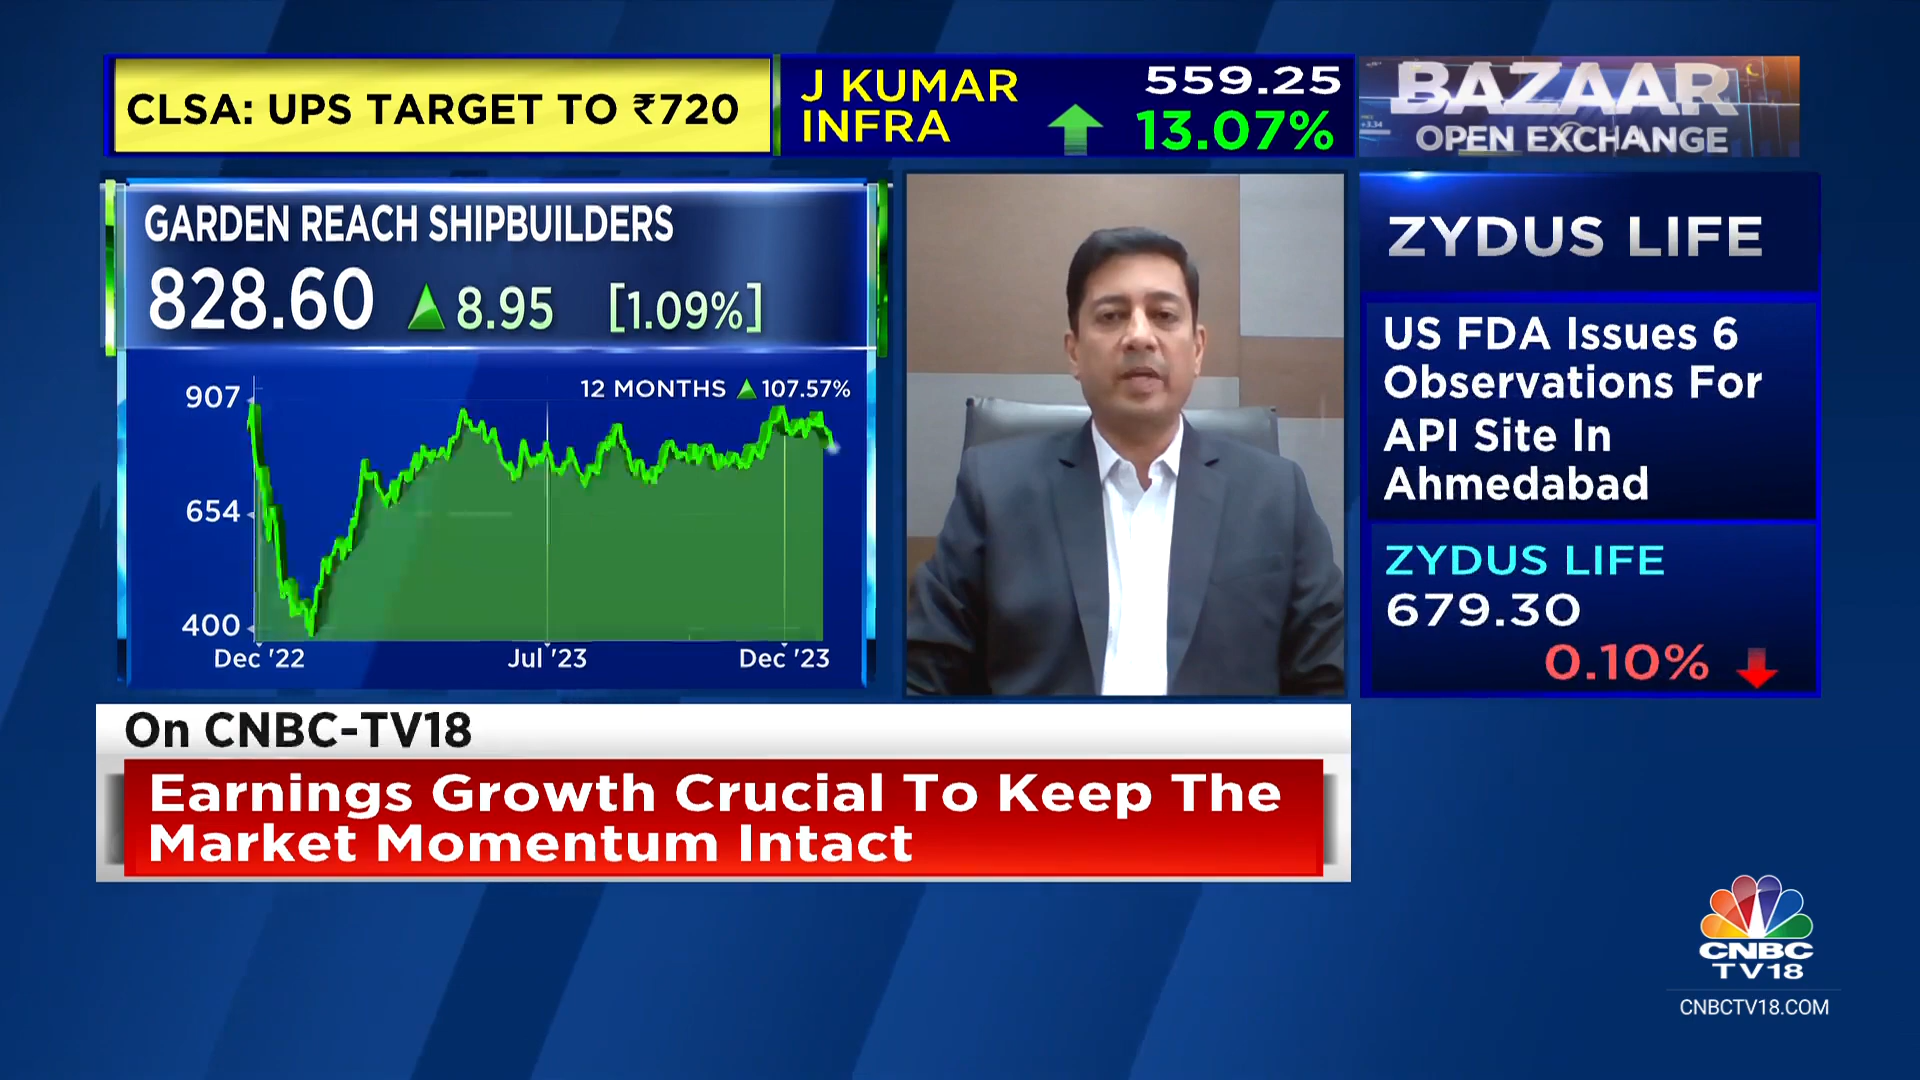 CLSA: UPS TARGET TO ₹720
J KUMAR
INFRA
559.25
13.07%
BAZAAR
OPEN EXCHANGE
GARDEN REACH SHIPBUILDERS
828.60 8.95 [1.09%]
12 MONTHS 107.57%
907
654
400
Dec '22 Jul '23 Dec '23
ZYDUS LIFE
US FDA Issues 6
Observations For
API Site In
Ahmedabad
ZYDUS LIFE
679.30
0.10%
On CNBC-TV18
Earnings Growth Crucial To Keep The
Market Momentum Intact
CNBC
TV18
CNBCTV18.COM